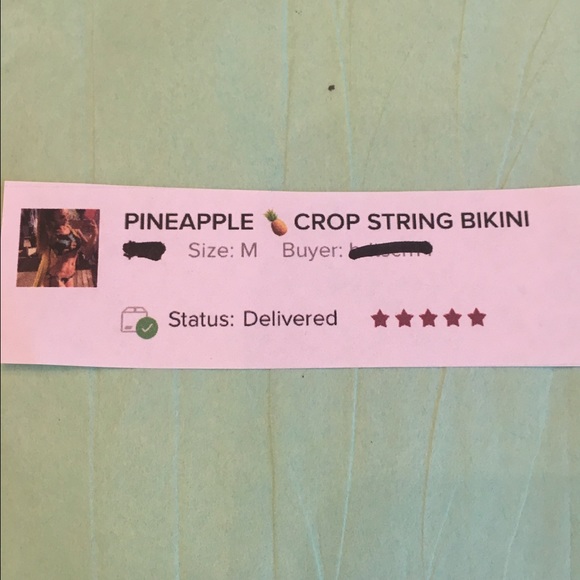 PINEAPPLE 🍍 CROP STRING BIKINI
Size: M Buyer:
Status: Delivered